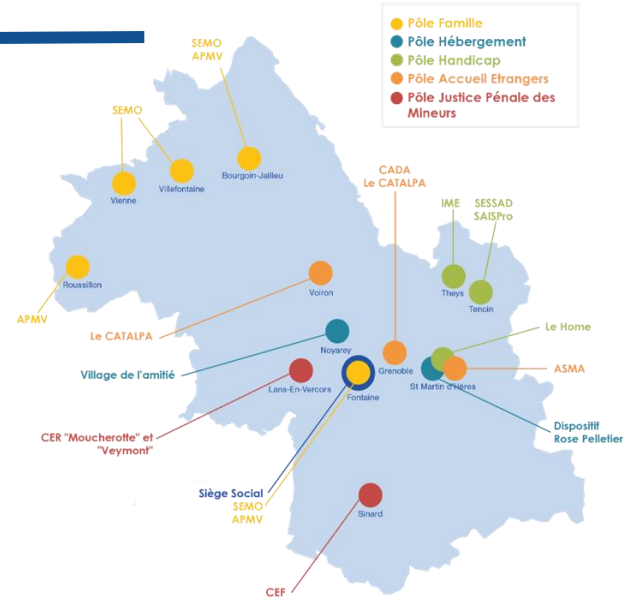 Pôle Famille
Pôle Hébergement
Pôle Handicap
Pôle Accueil Etrangers
Pôle Justice Pénale des
Mineurs
SEMO
APMV
SEMO
Bourgoin-Jailleu
Villefontaine
Vienne
CADA
Le CATALPA
IME
SESSAD
SAISPro
Roussillon
APMV
Voiron
Theys
Tencin
Le CATALPA
Le Home
Noyarey
Village de l'amitié
Grenoble
ASMA
Lans-En-Vercors
Fontaine
St Martin d'Hères
CER "Moucherotte" et
"Veymont"
Dispositif
Rose Pelletier
Siège Social
SEMO
APMV
Sinard
CEF